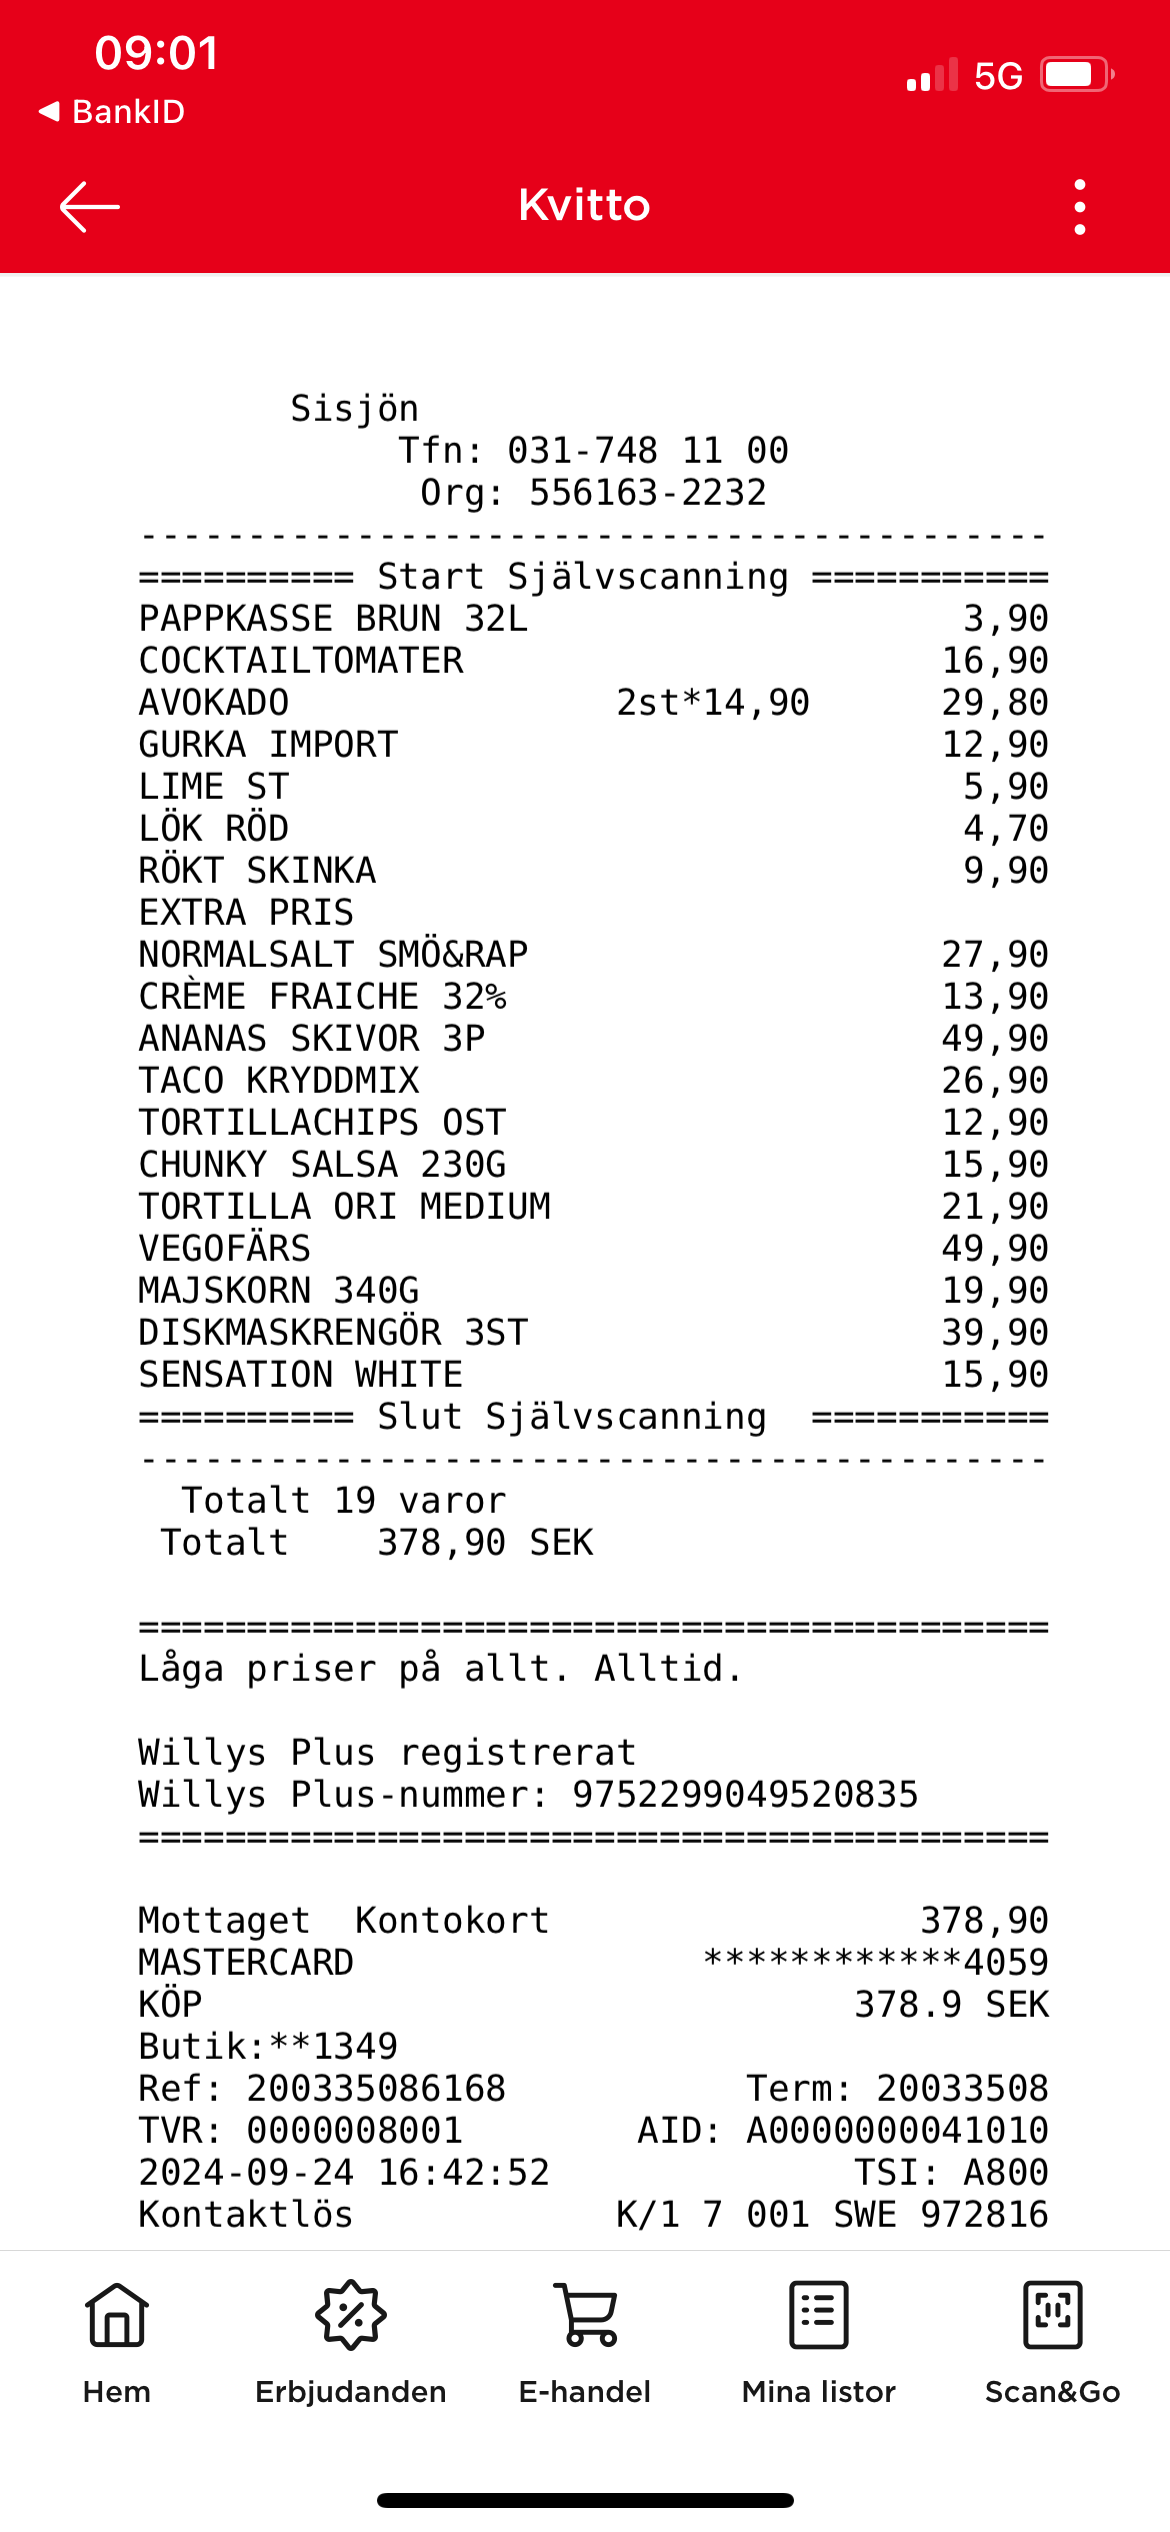 09:01
5G
◀ BankID
Kvitto
Sisjön
Tfn: 031-748 11 00
Org: 556163-2232
------------------------------------------
========== Start Självscanning ===========
PAPPKASSE BRUN 32L 3,90
COCKTAILTOMATER 16,90
AVOKADO 2st*14,90 29,80
GURKA IMPORT 12,90
LIME ST 5,90
LÖK RÖD 4,70
RÖKT SKINKA 9,90
EXTRA PRIS
NORMALSALT SMÖ&RAP 27,90
CRÈME FRAICHE 32% 13,90
ANANAS SKIVOR 3P 49,90
TACO KRYDDMIX 26,90
TORTILLACHIPS OST 12,90
CHUNKY SALSA 230G 15,90
TORTILLA ORI MEDIUM 21,90
VEGOFÄRS 49,90
MAJSKORN 340G 19,90
DISKMASKRENGÖR 3ST 39,90
SENSATION WHITE 15,90
========== Slut Självscanning ===========
------------------------------------------
Totalt 19 varor
Totalt 378,90 SEK
==========================================
Låga priser på allt. Alltid.
Willys Plus registrerat
Willys Plus-nummer: 9752299049520835
==========================================
Mottaget Kontokort 378,90
MASTERCARD ************4059
KÖP 378.9 SEK
Butik:**1349
Ref: 200335086168 Term: 20033508
TVR: 0000008001 AID: A0000000041010
2024-09-24 16:42:52 TSI: A800
Kontaktlös K/1 7 001 SWE 972816
Hem Erbjudanden E-handel Mina listor Scan&Go